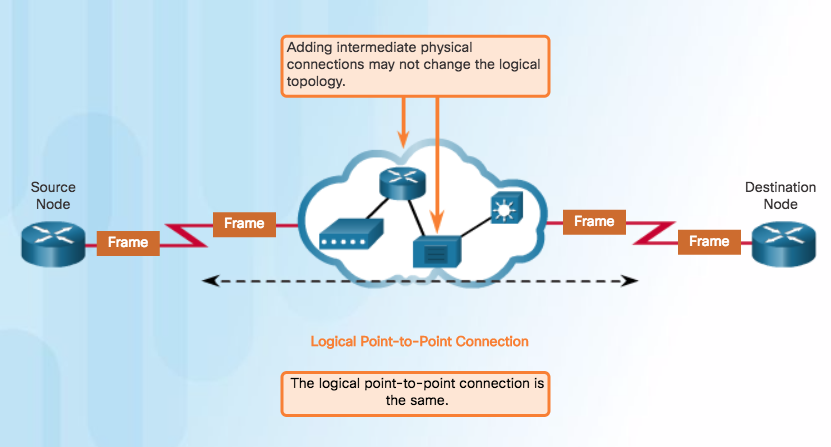 Adding intermediate physical
connections may not change the logical
topology.
Source
Node
Destination
Node
Frame
Frame
Frame
Frame
Logical Point-to-Point Connection
The logical point-to-point connection is
the same.